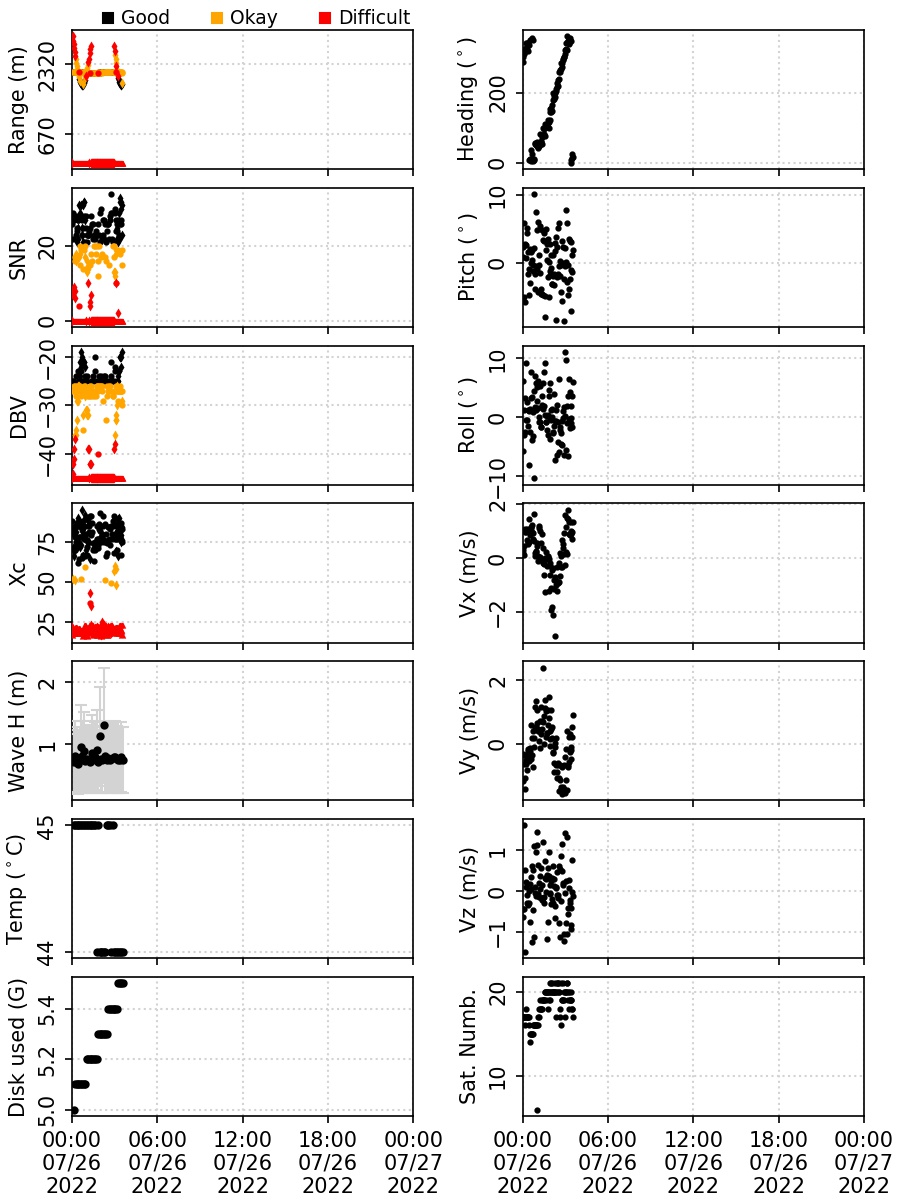 Good Okay Difficult
Range (m)
2320
670
Heading (°)
200
0
SNR
20
0
Pitch (°)
10
0
DBV
−20
−30
−40
Roll (°)
10
0
−10
Xc
75
50
25
Vx (m/s)
2
0
−2
Wave H (m)
2
1
Vy (m/s)
2
0
Temp (°C)
45
44
Vz (m/s)
1
0
−1
Disk used (G)
5.4
5.2
5.0
Sat. Numb.
20
10
00:00 06:00 12:00 18:00 00:00
07/26 07/26 07/26 07/26 07/27
2022 2022 2022 2022 2022
00:00 06:00 12:00 18:00 00:00
07/26 07/26 07/26 07/26 07/27
2022 2022 2022 2022 2022